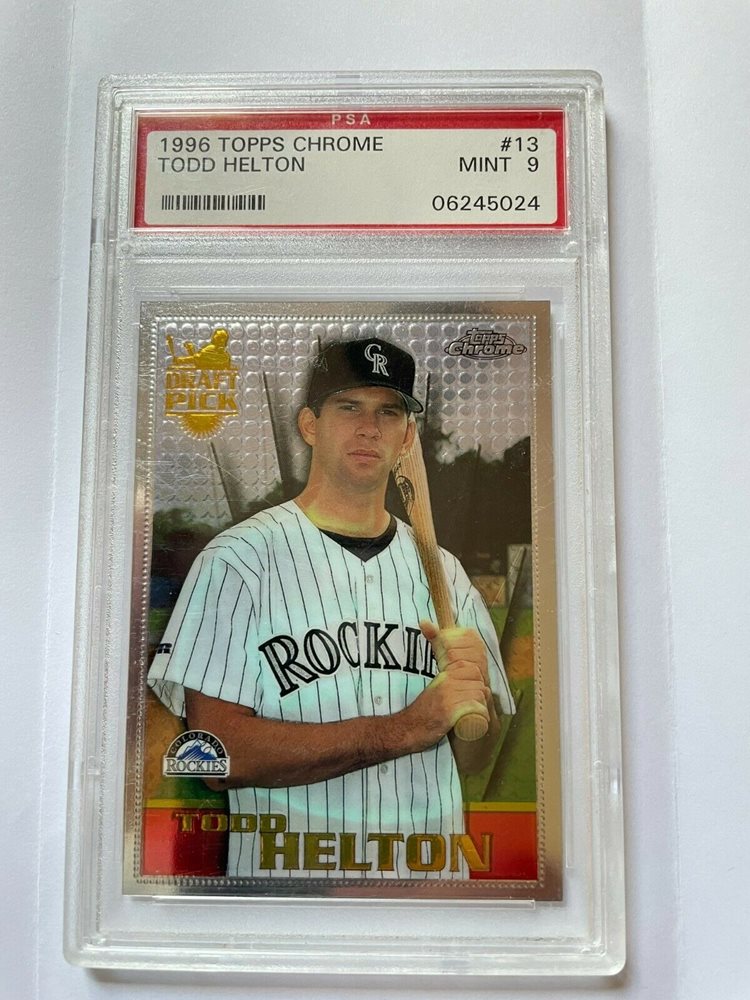 PSA
1996 TOPPS CHROME #13
TODD HELTON MINT 9
06245024
DRAFT
PICK
Topps
Chrome
CR
ROCKIE
COLORADO
ROCKIES
TODD
HELTON